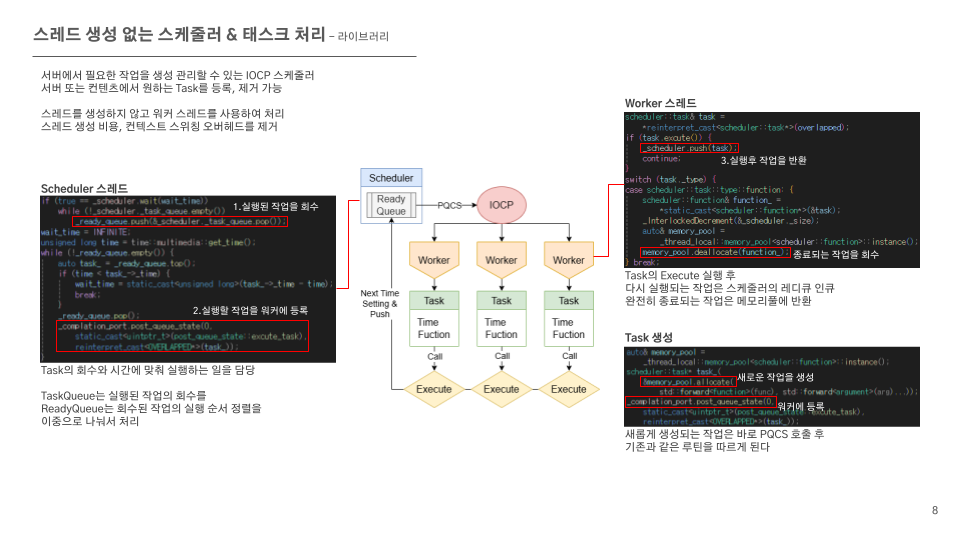 스레드 생성 없는 스케줄러 & 태스크 처리 – 라이브러리
서버에서 필요한 작업을 생성 관리할 수 있는 IOCP 스케줄러
서버 또는 컨텐츠에서 원하는 Task를 등록, 제거 가능
스레드를 생성하지 않고 워커 스레드를 사용하여 처리
스레드 생성 비용, 컨텍스트 스위칭 오버헤드를 제거
Scheduler 스레드
if (true == _scheduler.wait(wait_time))
while (!_scheduler._task_queue.empty())
1.실행된 작업을 회수
_ready_queue.push(&_scheduler._task_queue.pop());
wait_time = INFINITE;
unsigned long time = time::multimedia::get_time();
while (!_ready_queue.empty()) {
auto task_ = _ready_queue.top();
if (time < task_->_time) {
wait_time = static_cast<unsigned long>(task_->_time - time);
break;
}
_ready_queue.pop();
2.실행할 작업을 워커에 등록
_complation_port.post_queue_state(0,
static_cast<uintptr_t>(post_queue_state::excute_task),
reinterpret_cast<OVERLAPPED*>(task_));
Task의 회수와 시간에 맞춰 실행하는 일을 담당
TaskQueue는 실행된 작업의 회수를
ReadyQueue는 회수된 작업의 실행 순서 정렬을
이중으로 나눠서 처리
Scheduler
Ready
Queue
PQCS
IOCP
Worker
Worker
Worker
Task
Task
Task
Time
Fuction
Time
Fuction
Time
Fuction
Next Time
Setting &
Push
Call
Call
Call
Execute
Execute
Execute
Worker 스레드
scheduler::task& task =
*reinterpret_cast<scheduler::task*>(overlapped);
if (task.excute()) {
_scheduler.push(task);
continue;
3.실행후 작업을 반환
}
switch (task._type) {
case scheduler::task::type::function: {
scheduler::function& function_ =
*static_cast<scheduler::function*>(&task);
_InterlockedDecrement(&_scheduler._size);
auto& memory_pool =
_thread_local::memory_pool<scheduler::function>::instance();
memory_pool.deallocate(function_);
종료되는 작업을 회수
} break;
Task의 Execute 실행 후
다시 실행되는 작업은 스케줄러의 레디큐 인큐
완전히 종료되는 작업은 메모리풀에 반환
Task 생성
auto& memory_pool =
_thread_local::memory_pool<scheduler::function>::instance();
scheduler::task* task_(
&memory_pool.allocate(
새로운 작업을 생성
std::forward<function>(func), std::forward<argument>(arg)...));
_complation_port.post_queue_state(0,
워커에 등록
static_cast<uintptr_t>(post_queue_state::excute_task),
reinterpret_cast<OVERLAPPED*>(task_));
새롭게 생성되는 작업은 바로 PQCS 호출 후
기존과 같은 루틴을 따르게 된다
8